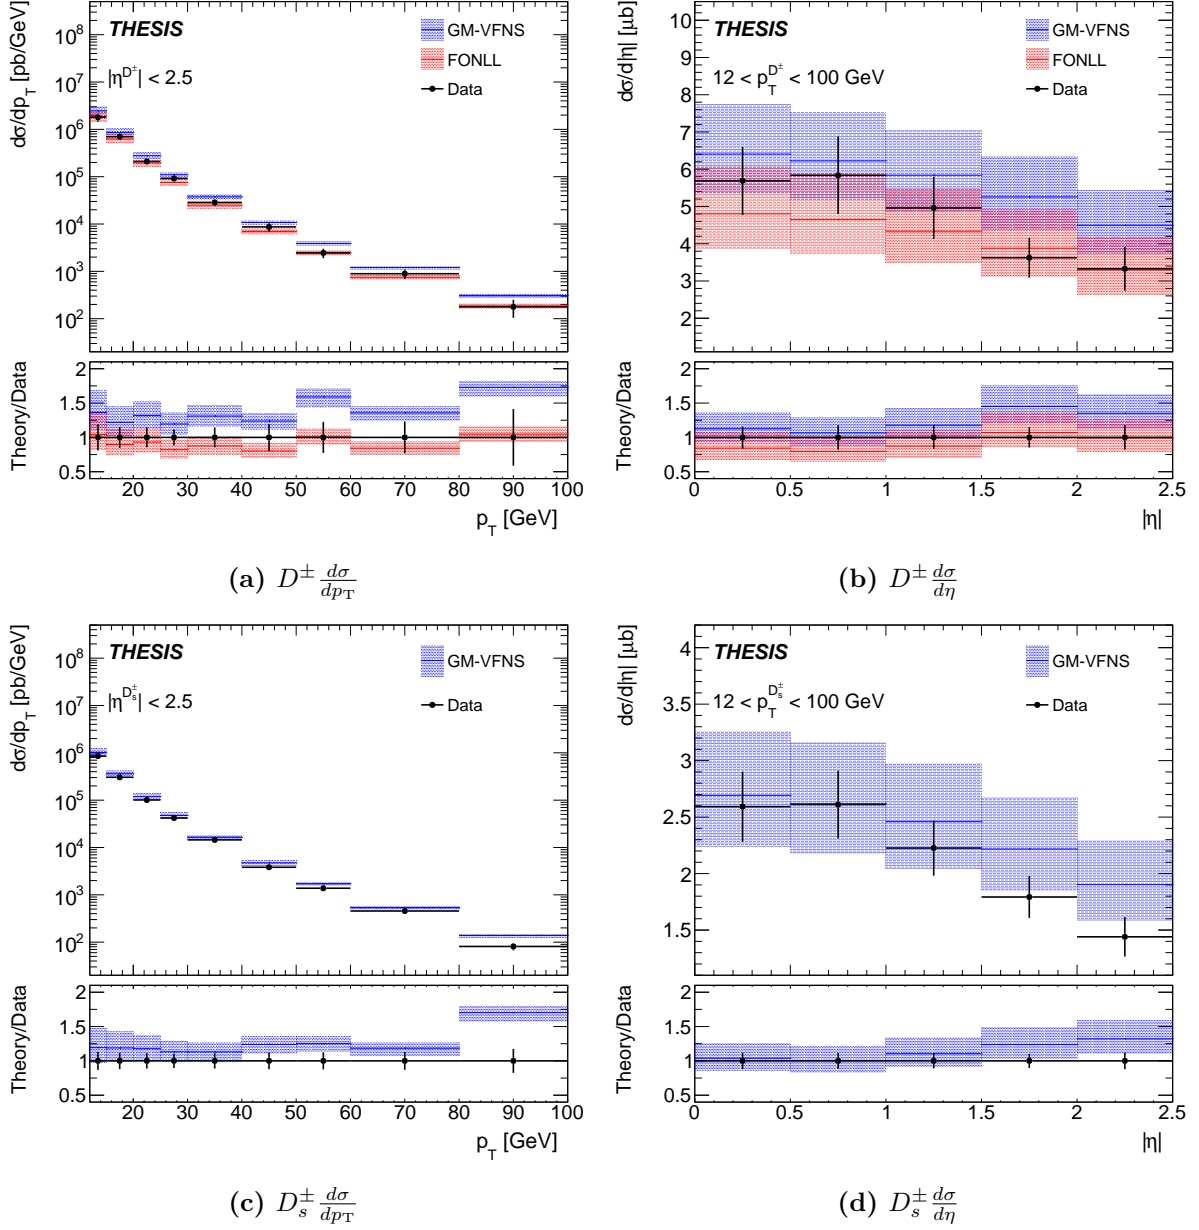 dσ/dp_T [pb/GeV]
10^8
10^7
10^6
10^5
10^4
10^3
10^2
THESIS
|η^{D^±}| < 2.5
GM-VFNS
FONLL
Data
Theory/Data
2
1.5
1
0.5
20 30 40 50 60 70 80 90 100
p_T [GeV]
(a) D^± dσ/dp_T
dσ/d|η| [μb]
10
9
8
7
6
5
4
3
2
THESIS
12 < p_T^{D^±} < 100 GeV
GM-VFNS
FONLL
Data
Theory/Data
2
1.5
1
0.5
0 0.5 1 1.5 2 2.5
|η|
(b) D^± dσ/dη
dσ/dp_T [pb/GeV]
10^8
10^7
10^6
10^5
10^4
10^3
10^2
THESIS
|η^{D_s^±}| < 2.5
GM-VFNS
Data
Theory/Data
2
1.5
1
0.5
20 30 40 50 60 70 80 90 100
p_T [GeV]
(c) D_s^± dσ/dp_T
dσ/d|η| [μb]
4
3.5
3
2.5
2
1.5
THESIS
12 < p_T^{D_s^±} < 100 GeV
GM-VFNS
Data
Theory/Data
2
1.5
1
0.5
0 0.5 1 1.5 2 2.5
|η|
(d) D_s^± dσ/dη